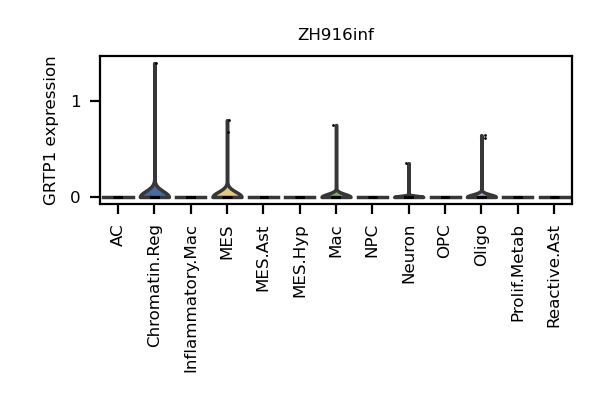 ZH916inf
GRTP1 expression
1
0
AC
Chromatin.Reg
Inflammatory.Mac
MES
MES.Ast
MES.Hyp
Mac
NPC
Neuron
OPC
Oligo
Prolif.Metab
Reactive.Ast